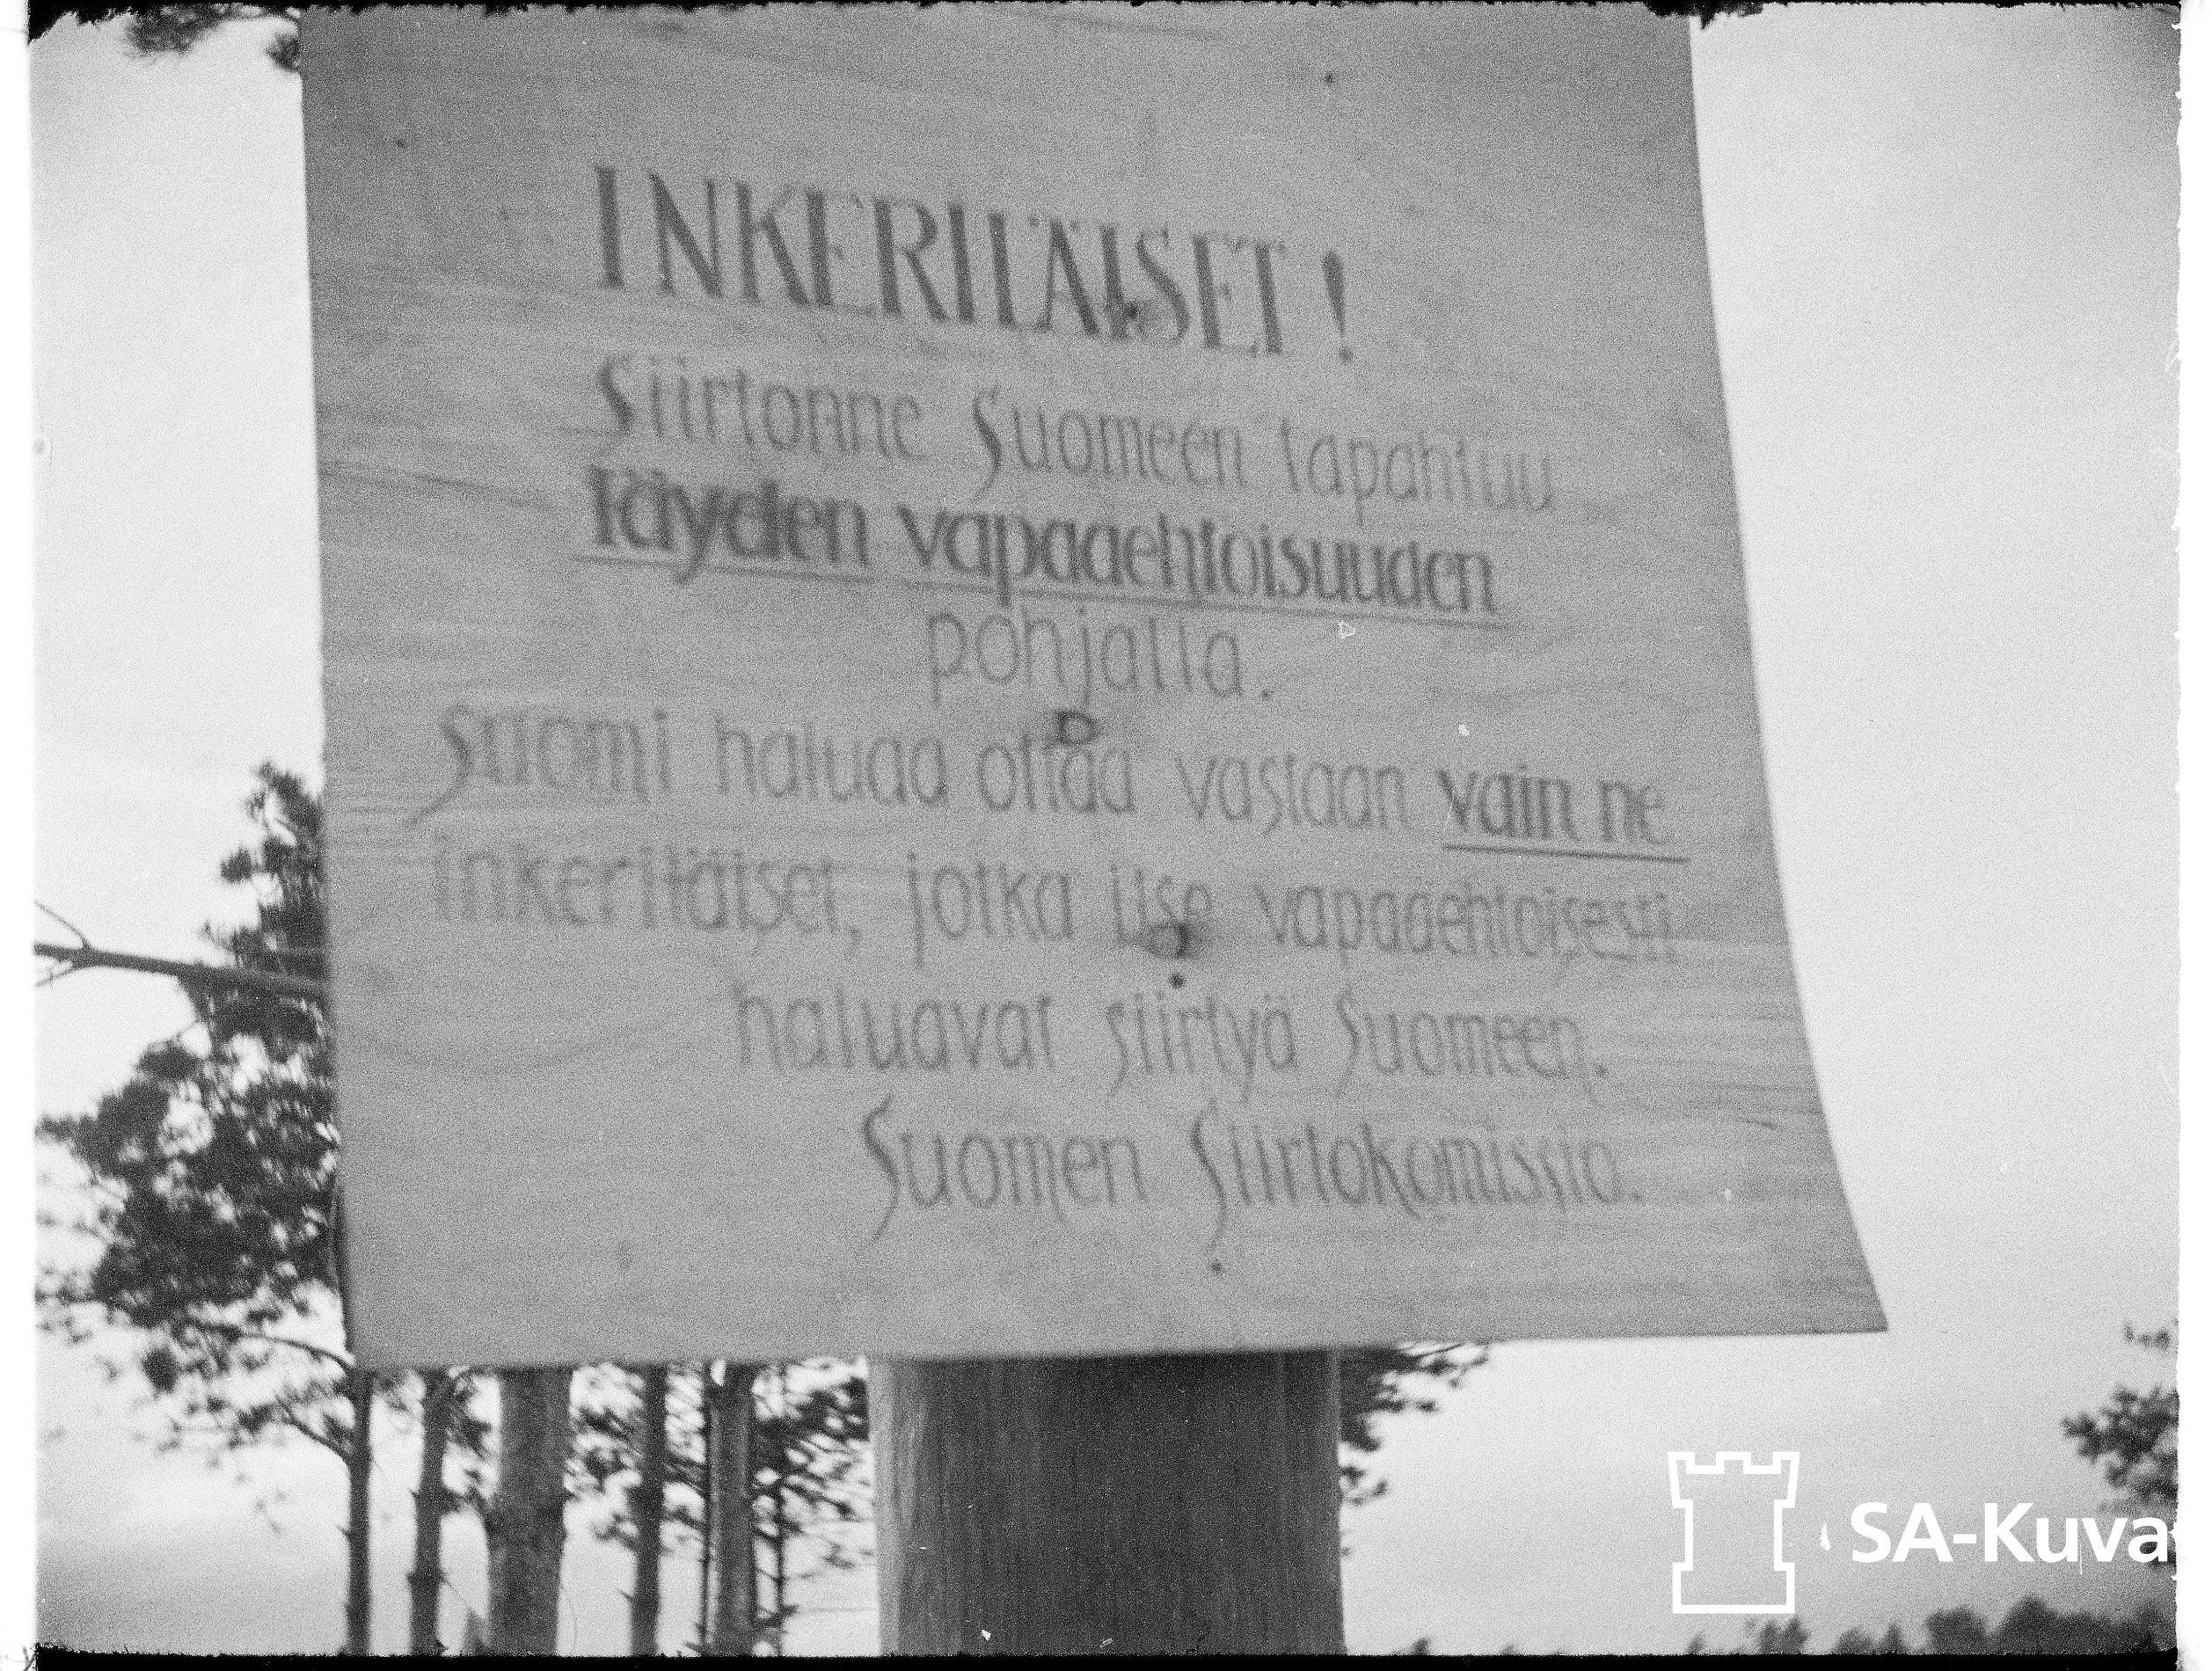 INKERILÄISET!
Siirtonne Suomeen tapahtuu
täyden vapaaehtoisuuden
pohjalla.
Suomi haluaa ottaa vastaan vain ne
inkeriläiset, jotka itse vapaaehtoisesti
haluavat siirtyä Suomeen.
Suomen Siirtokomissio.
SA-Kuva